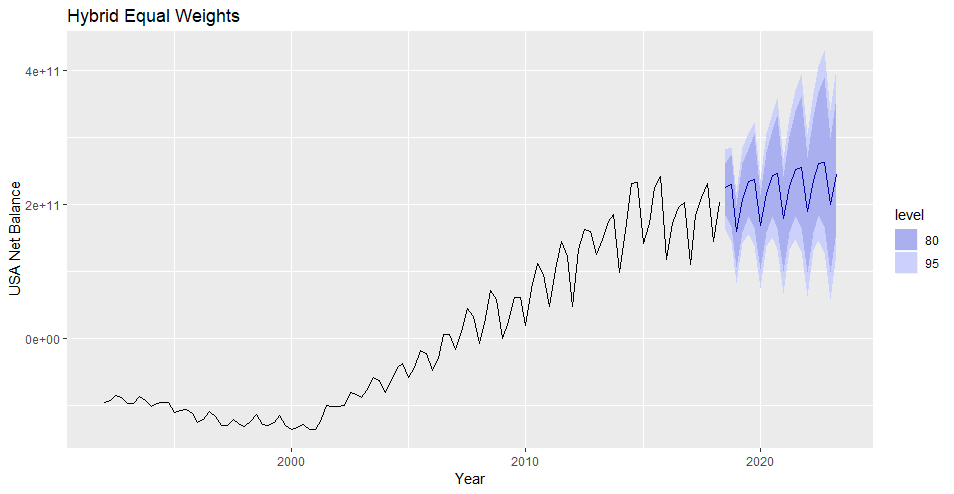 Hybrid Equal Weights
4e+11
2e+11
0e+00
USA Net Balance
2000
2010
2020
Year
level
80
95